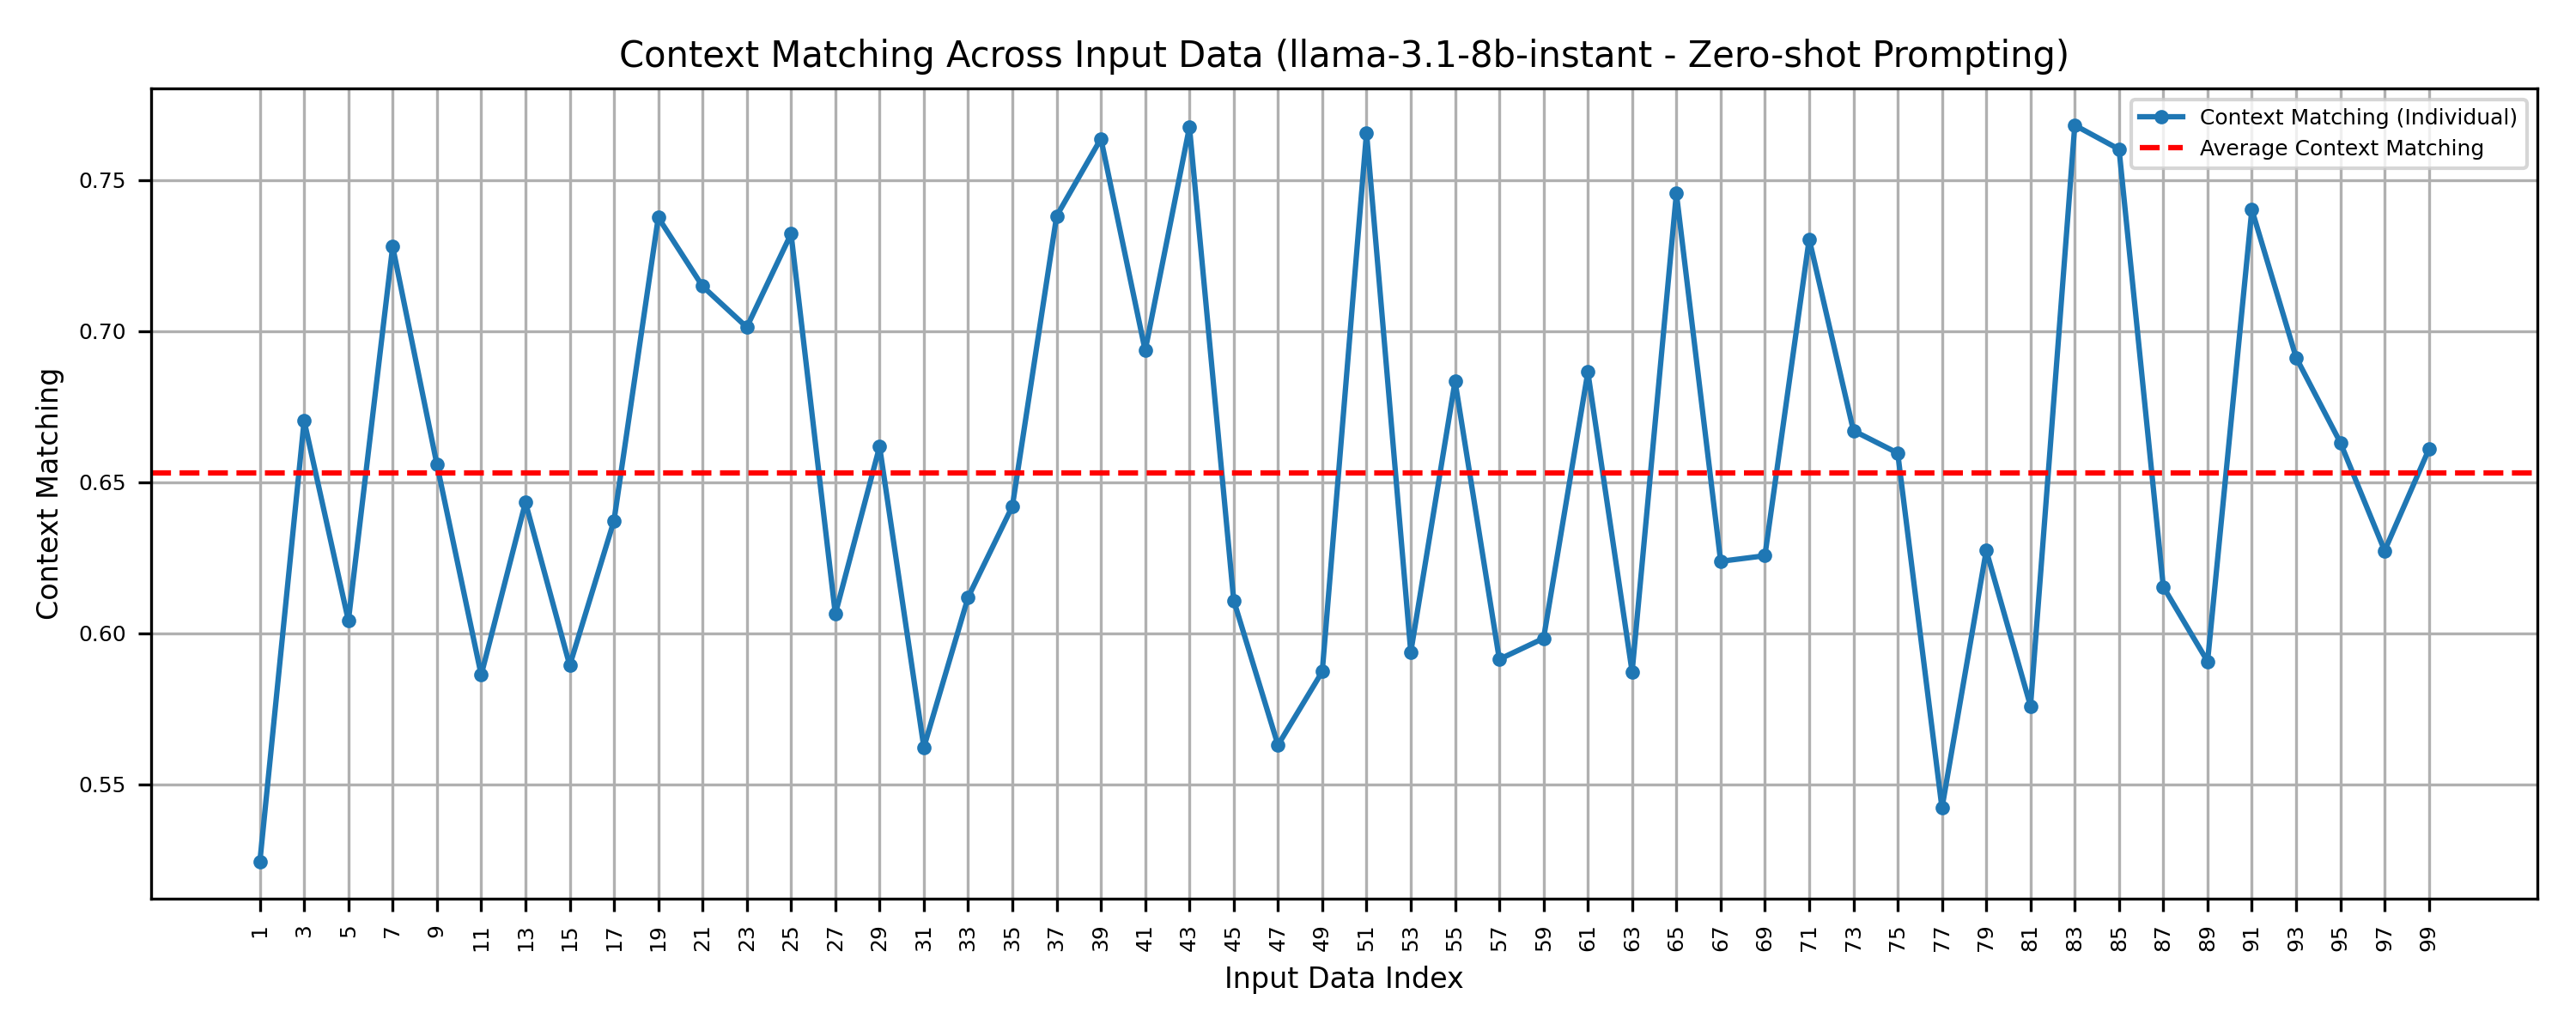 Context Matching Across Input Data (llama-3.1-8b-instant - Zero-shot Prompting)
Context Matching (Individual)
Average Context Matching
Context Matching
0.75
0.70
0.65
0.60
0.55
1 3 5 7 9 11 13 15 17 19 21 23 25 27 29 31 33 35 37 39 41 43 45 47 49 51 53 55 57 59 61 63 65 67 69 71 73 75 77 79 81 83 85 87 89 91 93 95 97 99
Input Data Index